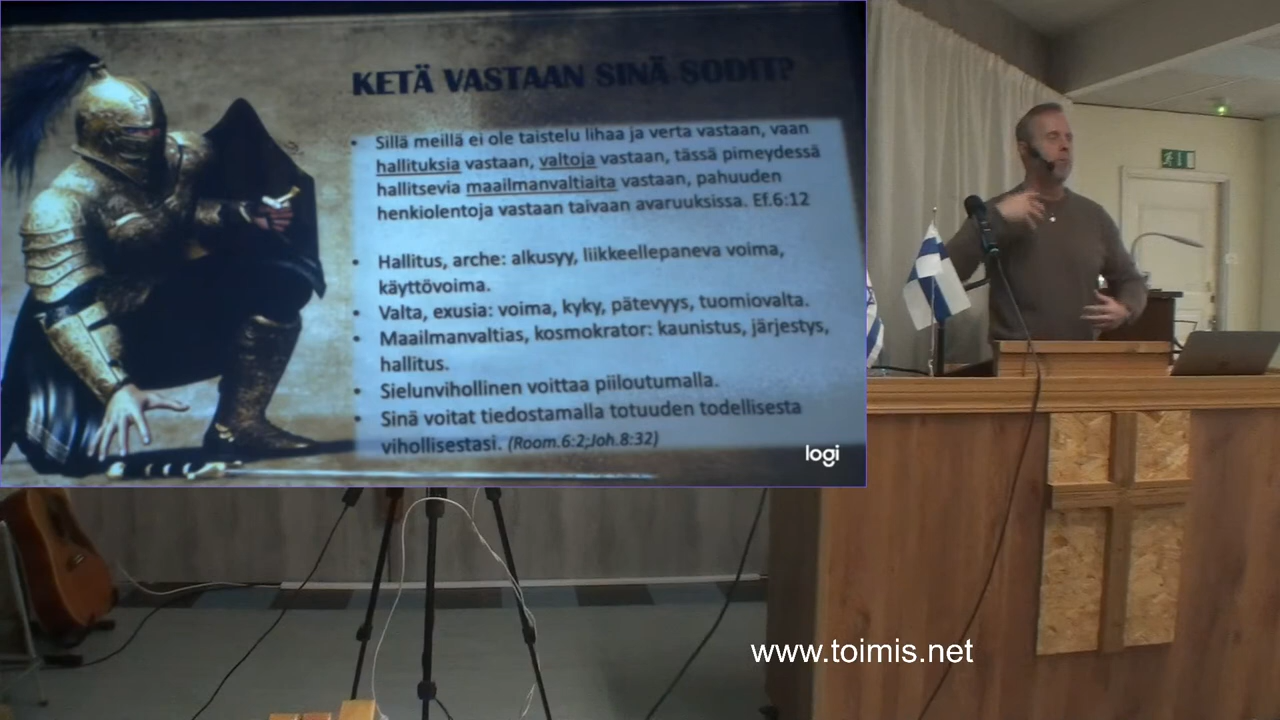 KETÄ VASTAAN SINÄ SODIT?
• Sillä meillä ei ole taistelu lihaa ja verta vastaan, vaan
hallituksia vastaan, valtoja vastaan, tässä pimeydessä
hallitsevia maailmanvaltiaita vastaan, pahuuden
henkiolentoja vastaan taivaan avaruuksissa. Ef.6:12
• Hallitus, arche: alkusyy, liikkeellepaneva voima,
käyttövoima.
• Valta, exusia: voima, kyky, pätevyys, tuomiovalta.
• Maailmanvaltias, kosmokrator: kaunistus, järjestys,
hallitus.
• Sielunvihollinen voittaa piiloutumalla.
• Sinä voitat tiedostamalla totuuden todellisesta
vihollisestasi. (Room.6:2;Joh.8:32)
logi
www.toimis.net